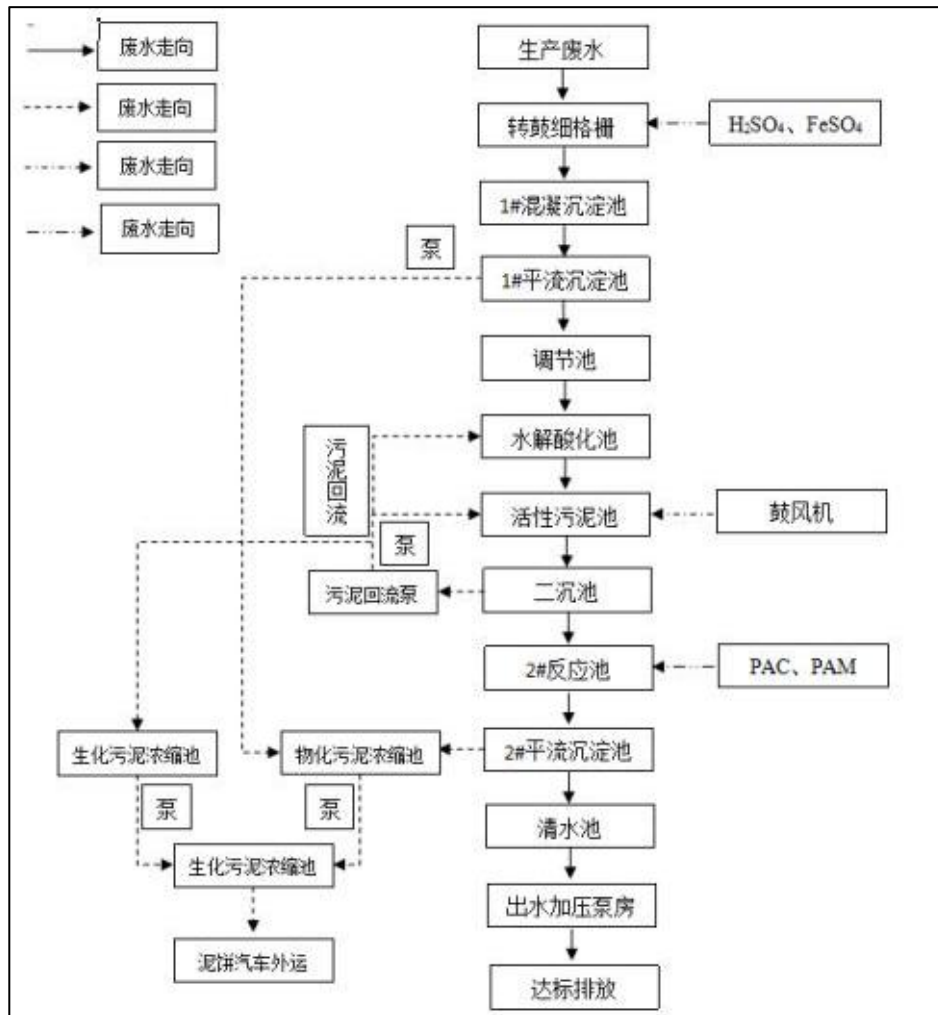 废水走向
废水走向
废水走向
废水走向
生产废水
转鼓细格栅
H₂SO₄、FeSO₄
1#混凝沉淀池
泵
1#平流沉淀池
调节池
污泥回流
水解酸化池
活性污泥池
鼓风机
泵
污泥回流泵
二沉池
2#反应池
PAC、PAM
生化污泥浓缩池
物化污泥浓缩池
2#平流沉淀池
泵
泵
清水池
生化污泥浓缩池
出水加压泵房
泥饼汽车外运
达标排放